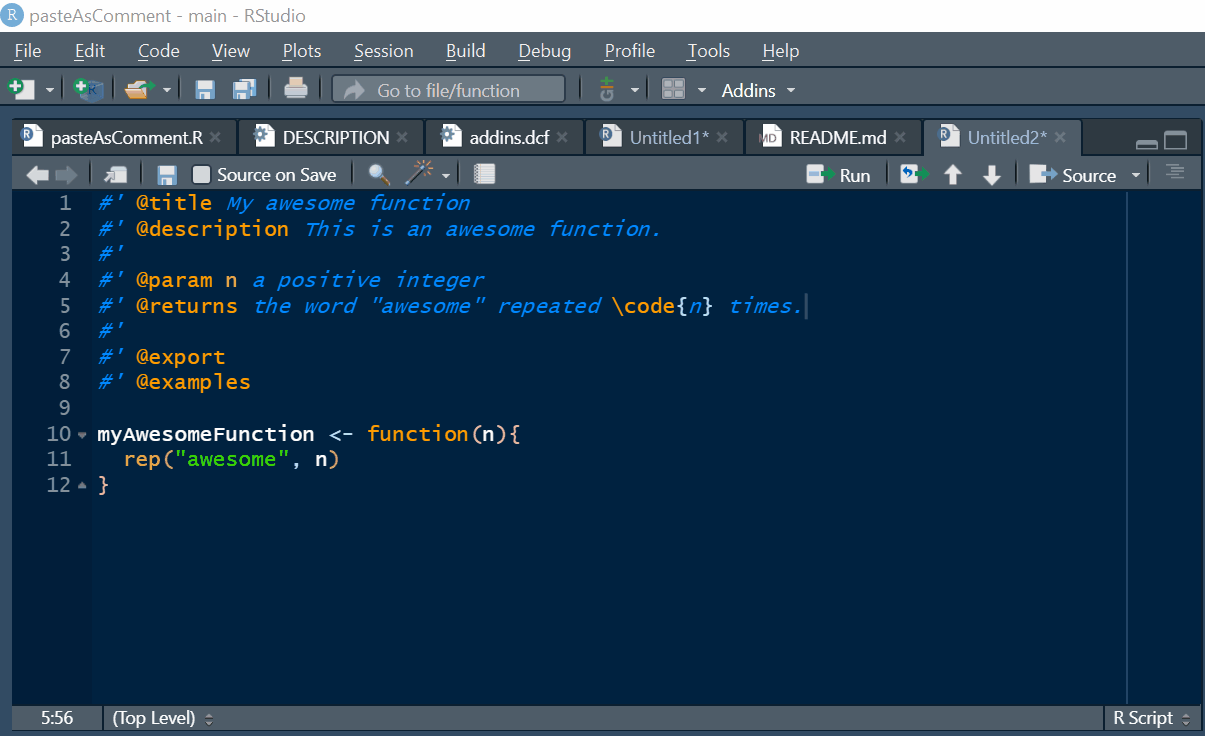 pasteAsComment - main - RStudio
File Edit Code View Plots Session Build Debug Profile Tools Help
Go to file/function Addins
pasteAsComment.R DESCRIPTION addins.dcf Untitled1* README.md Untitled2*
Source on Save Run Source
1 #' @title My awesome function
2 #' @description This is an awesome function.
3 #'
4 #' @param n a positive integer
5 #' @returns the word "awesome" repeated \code{n} times.
6 #'
7 #' @export
8 #' @examples
9
10 myAwesomeFunction <- function(n){
11   rep("awesome", n)
12 }
5:56 (Top Level) R Script